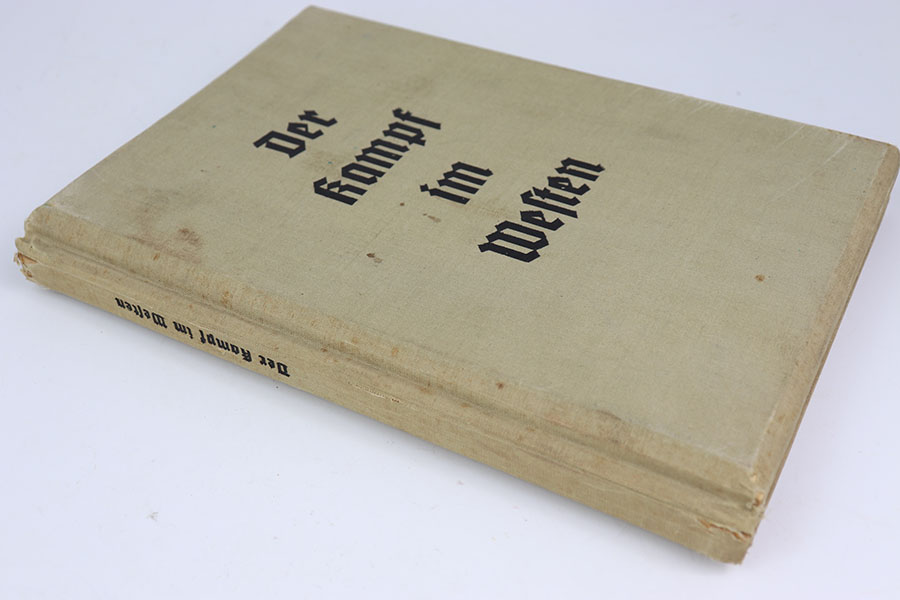 Der
Kampf
im
Weſten
Der Kampf im Weſten